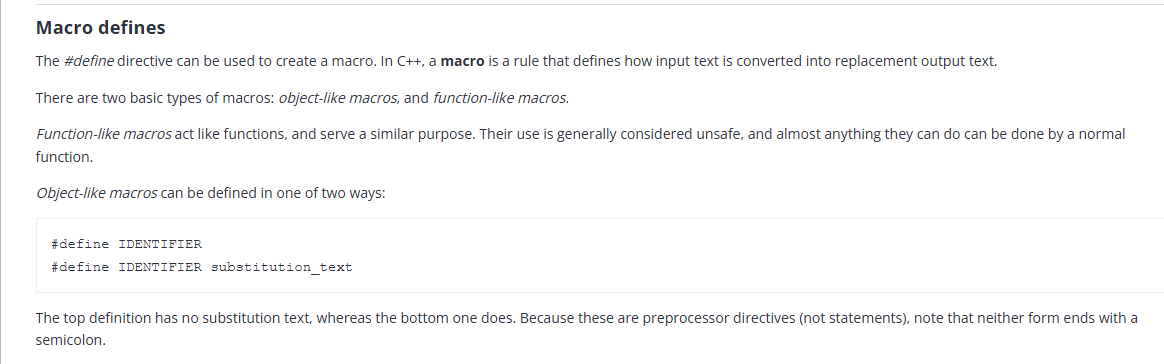 Macro defines
The #define directive can be used to create a macro. In C++, a macro is a rule that defines how input text is converted into replacement output text.
There are two basic types of macros: object-like macros, and function-like macros.
Function-like macros act like functions, and serve a similar purpose. Their use is generally considered unsafe, and almost anything they can do can be done by a normal
function.
Object-like macros can be defined in one of two ways:
#define IDENTIFIER
#define IDENTIFIER substitution_text
The top definition has no substitution text, whereas the bottom one does. Because these are preprocessor directives (not statements), note that neither form ends with a
semicolon.